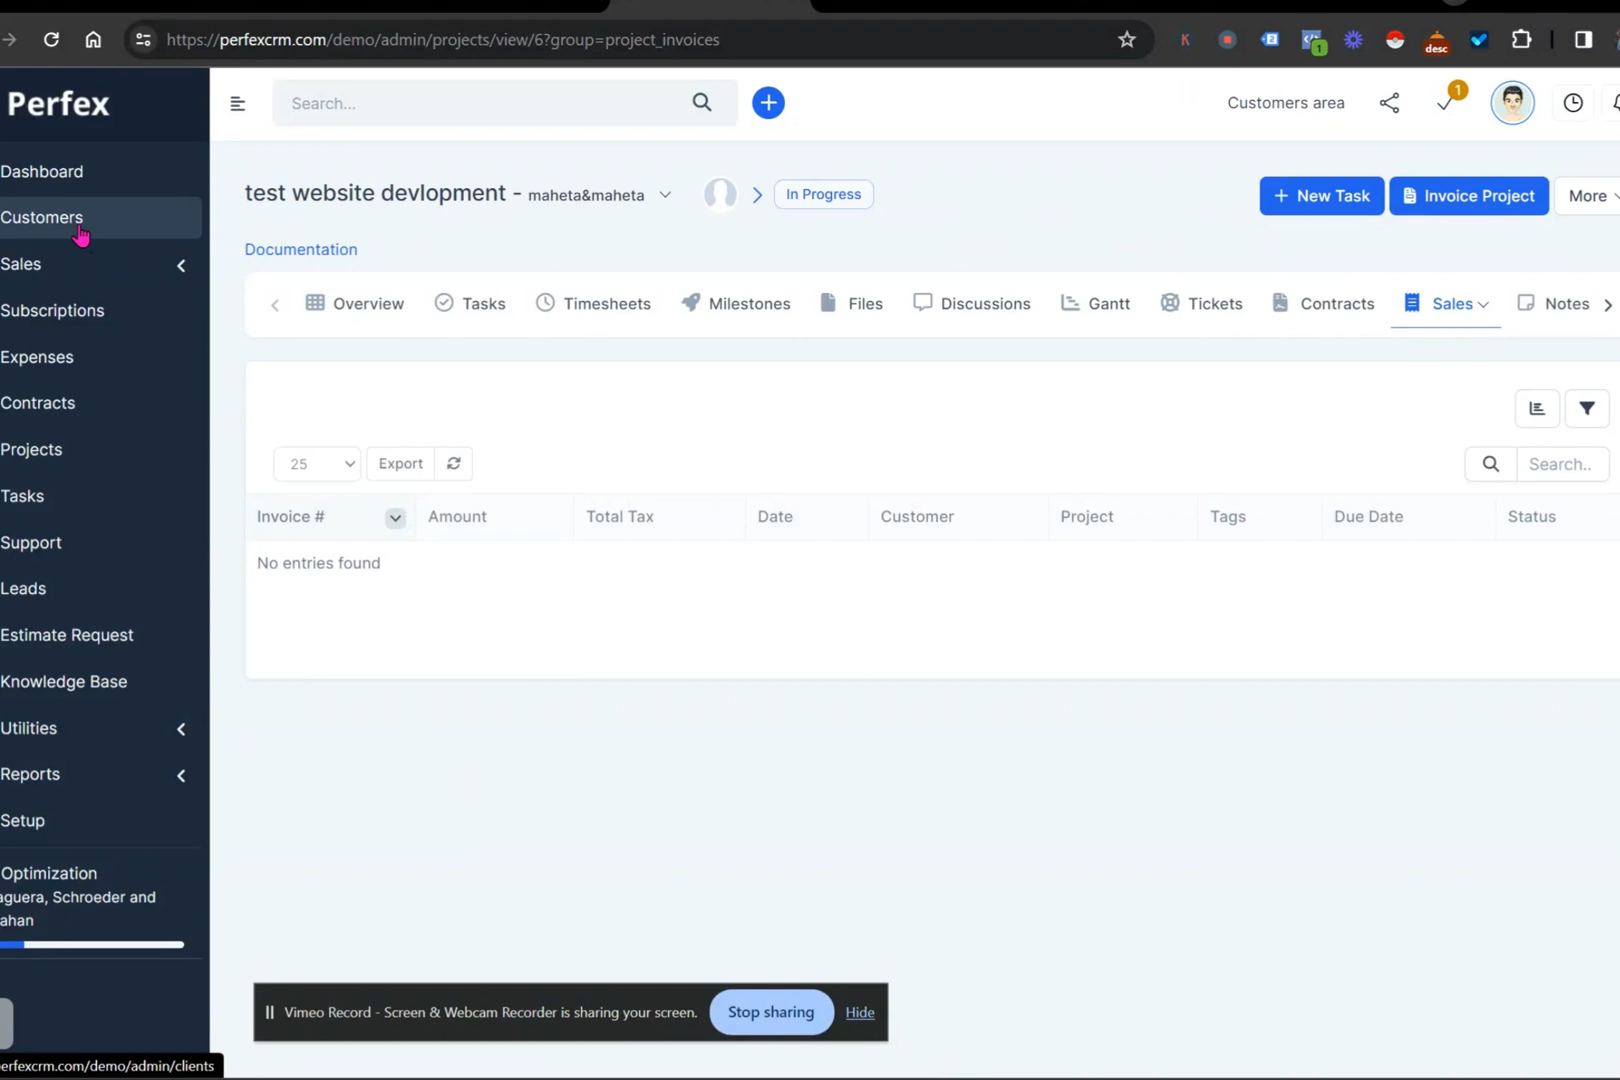 https://perfexcrm.com/demo/admin/projects/view/6?group=project_invoices
K
2
1
desc
Perfex
Search...
Customers area
1
Dashboard
Customers
Sales
Subscriptions
Expenses
Contracts
Projects
Tasks
Support
Leads
Estimate Request
Knowledge Base
Utilities
Reports
Setup
Optimization
aguera, Schroeder and
ahan
test website devlopment - maheta&maheta
In Progress
+ New Task
Invoice Project
More
Documentation
Overview
Tasks
Timesheets
Milestones
Files
Discussions
Gantt
Tickets
Contracts
Sales
Notes
25
Export
Search..
Invoice # Amount Total Tax Date Customer Project Tags Due Date Status
No entries found
Vimeo Record - Screen & Webcam Recorder is sharing your screen.
Stop sharing
Hide
erfexcrm.com/demo/admin/clients